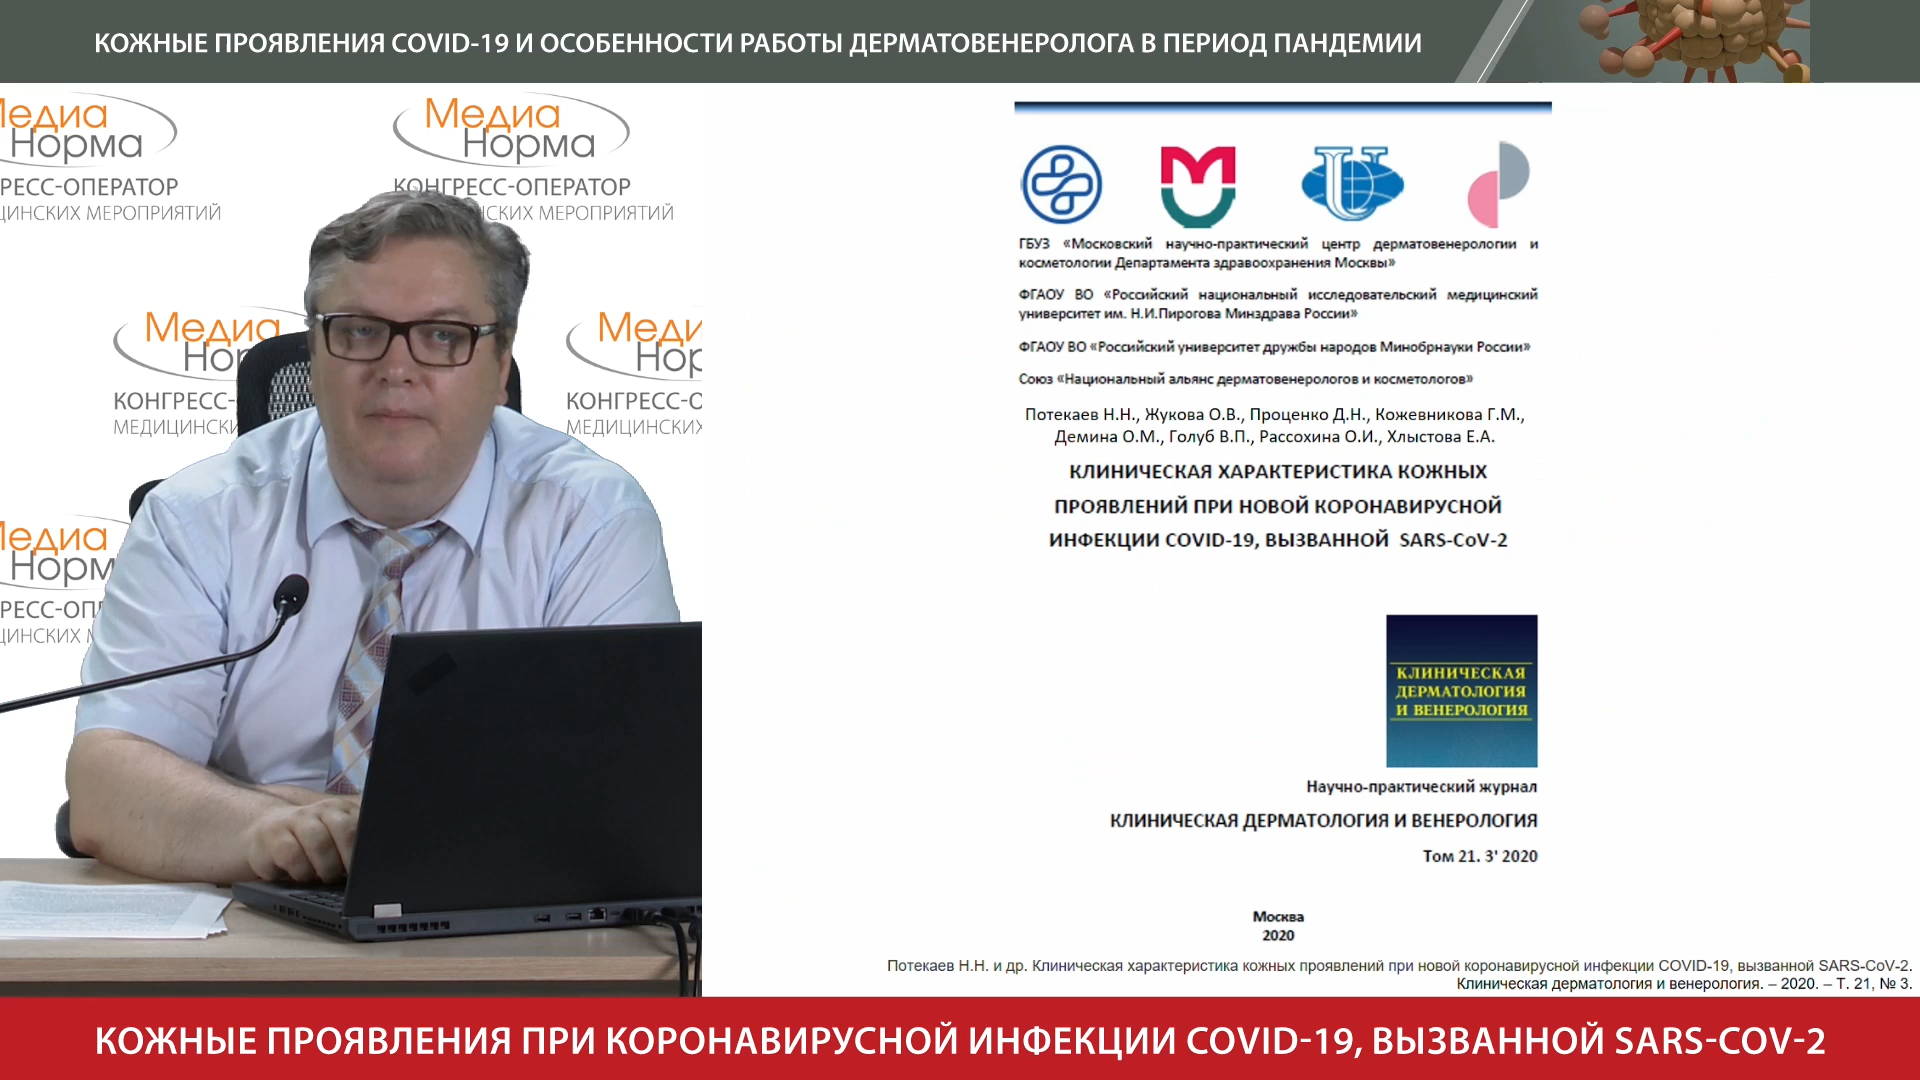 КОЖНЫЕ ПРОЯВЛЕНИЯ COVID-19 И ОСОБЕННОСТИ РАБОТЫ ДЕРМАТОВЕНЕРОЛОГА В ПЕРИОД ПАНДЕМИИ
Медиа
Норма
КОНГРЕСС-ОПЕРАТОР
ГБУЗ «Московский научно-практический центр дерматовенерологии и
косметологии Департамента здравоохранения Москвы»
ФГАОУ ВО «Российский национальный исследовательский медицинский
университет им. Н.И.Пирогова Минздрава России»
ФГАОУ ВО «Российский университет дружбы народов Минобрнауки России»
Союз «Национальный альянс дерматовенерологов и косметологов»
Потекаев Н.Н., Жукова О.В., Проценко Д.Н., Кожевникова Г.М.,
Демина О.М., Голуб В.П., Рассохина О.И., Хлыстова Е.А.
КЛИНИЧЕСКАЯ ХАРАКТЕРИСТИКА КОЖНЫХ
ПРОЯВЛЕНИЙ ПРИ НОВОЙ КОРОНАВИРУСНОЙ
ИНФЕКЦИИ COVID-19, ВЫЗВАННОЙ SARS-CoV-2
КЛИНИЧЕСКАЯ
ДЕРМАТОЛОГИЯ
И ВЕНЕРОЛОГИЯ
Научно-практический журнал
КЛИНИЧЕСКАЯ ДЕРМАТОЛОГИЯ И ВЕНЕРОЛОГИЯ
Том 21. 3' 2020
Москва
2020
Потекаев Н.Н. и др. Клиническая характеристика кожных проявлений при новой коронавирусной инфекции COVID-19, вызванной SARS-CoV-2.
Клиническая дерматология и венерология. – 2020. – Т. 21, № 3.
КОЖНЫЕ ПРОЯВЛЕНИЯ ПРИ КОРОНАВИРУСНОЙ ИНФЕКЦИИ COVID-19, ВЫЗВАННОЙ SARS-COV-2